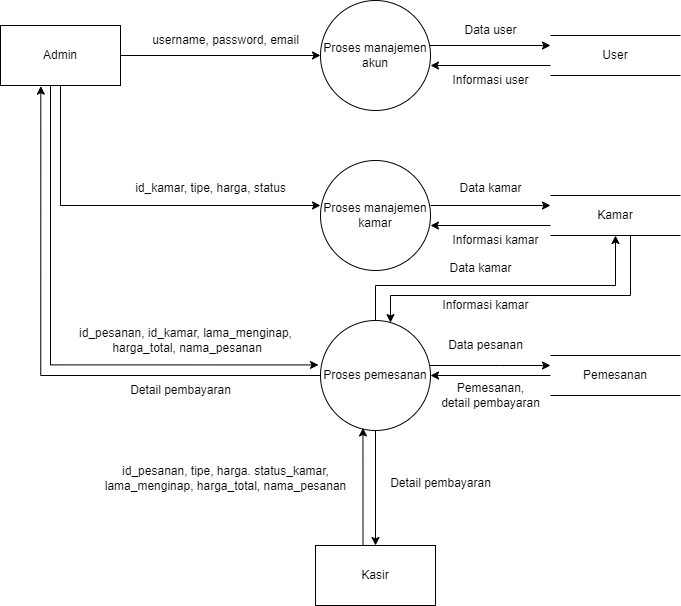 Admin
username, password, email
Proses manajemen
akun
Data user
Informasi user
User
id_kamar, tipe, harga, status
Proses manajemen
kamar
Data kamar
Informasi kamar
Kamar
Data kamar
Informasi kamar
id_pesanan, id_kamar, lama_menginap,
harga_total, nama_pesanan
Detail pembayaran
Proses pemesanan
Data pesanan
Pemesanan,
detail pembayaran
Pemesanan
id_pesanan, tipe, harga. status_kamar,
lama_menginap, harga_total, nama_pesanan
Detail pembayaran
Kasir